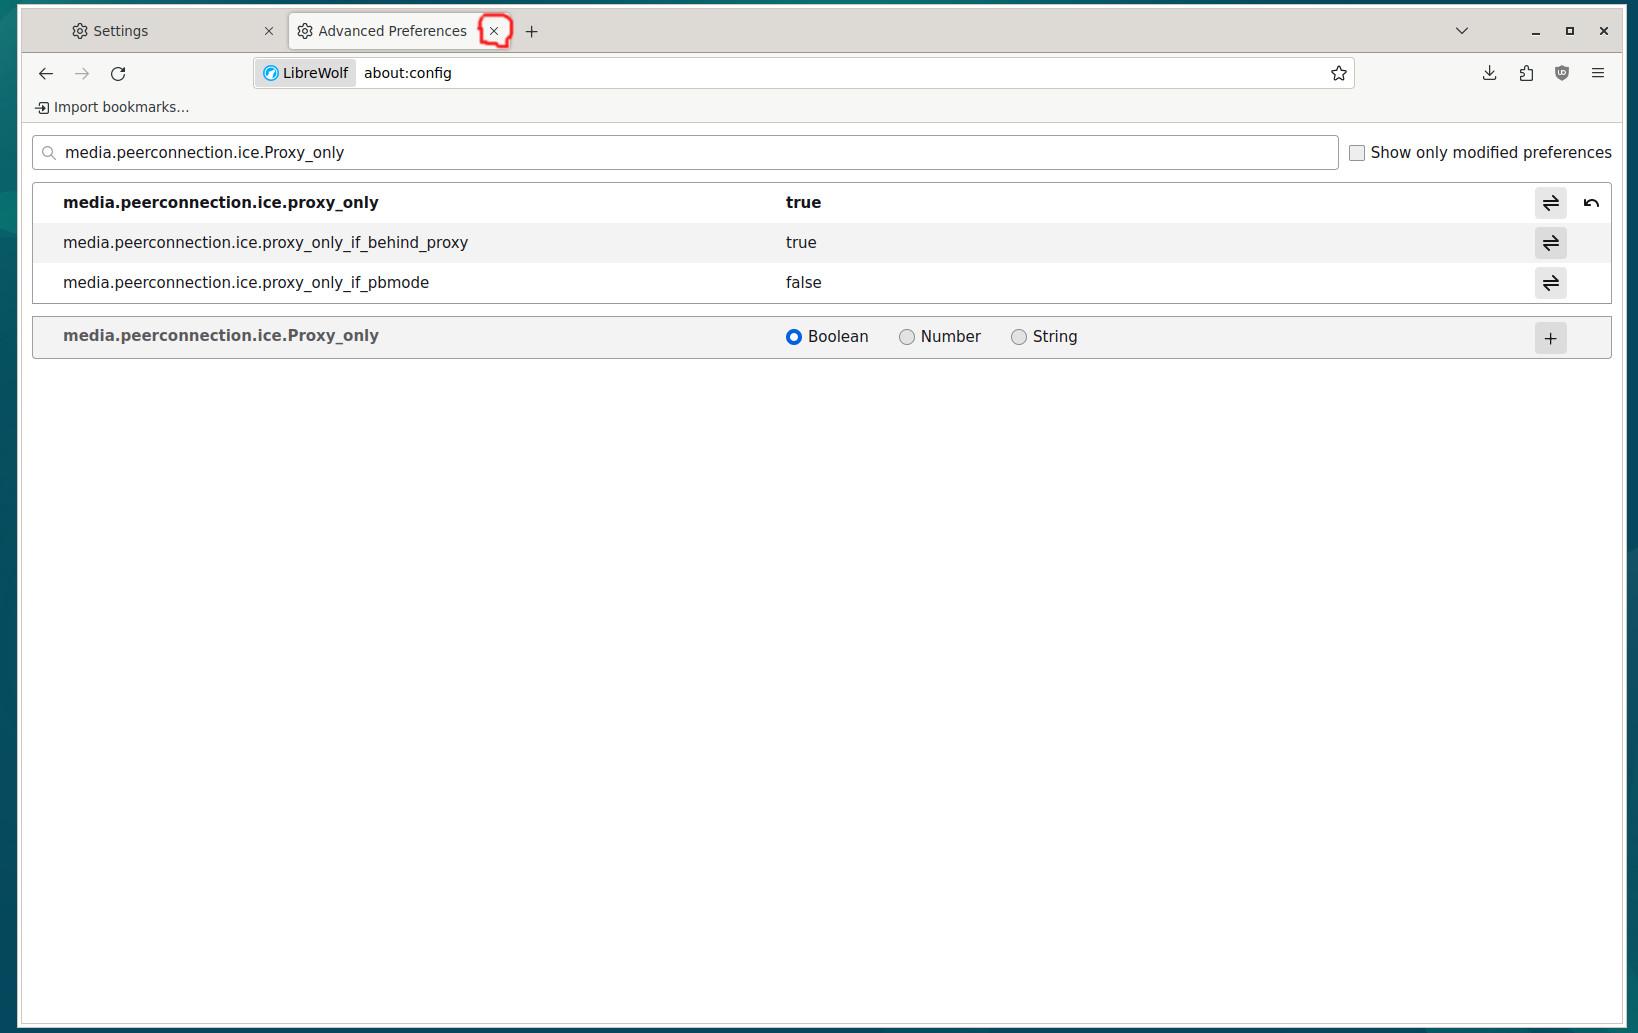 Settings
Advanced Preferences
LibreWolf about:config
Import bookmarks...
media.peerconnection.ice.Proxy_only
Show only modified preferences
media.peerconnection.ice.proxy_only true
media.peerconnection.ice.proxy_only_if_behind_proxy true
media.peerconnection.ice.proxy_only_if_pbmode false
media.peerconnection.ice.Proxy_only Boolean Number String